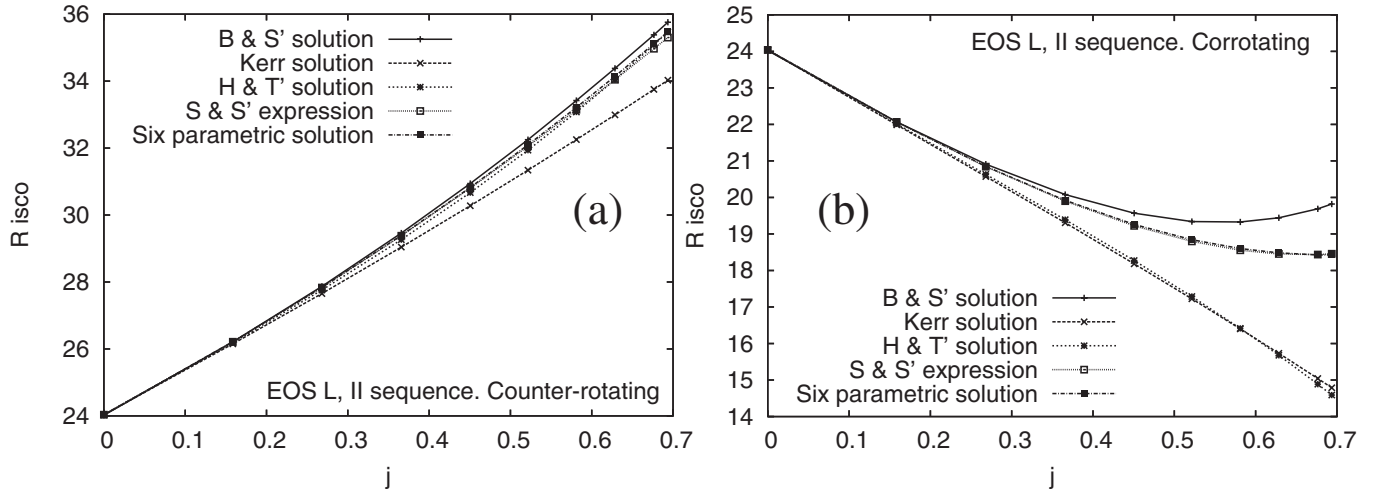 36
34
32
30
28
26
24
0
0.1
0.2
0.3
0.4
0.5
0.6
0.7
R isco
j
B & S' solution
Kerr solution
H & T' solution
S & S' expression
Six parametric solution
(a)
EOS L, II sequence. Counter-rotating
25
24
23
22
21
20
19
18
17
16
15
14
0
0.1
0.2
0.3
0.4
0.5
0.6
0.7
R isco
j
EOS L, II sequence. Corrotating
(b)
B & S' solution
Kerr solution
H & T' solution
S & S' expression
Six parametric solution